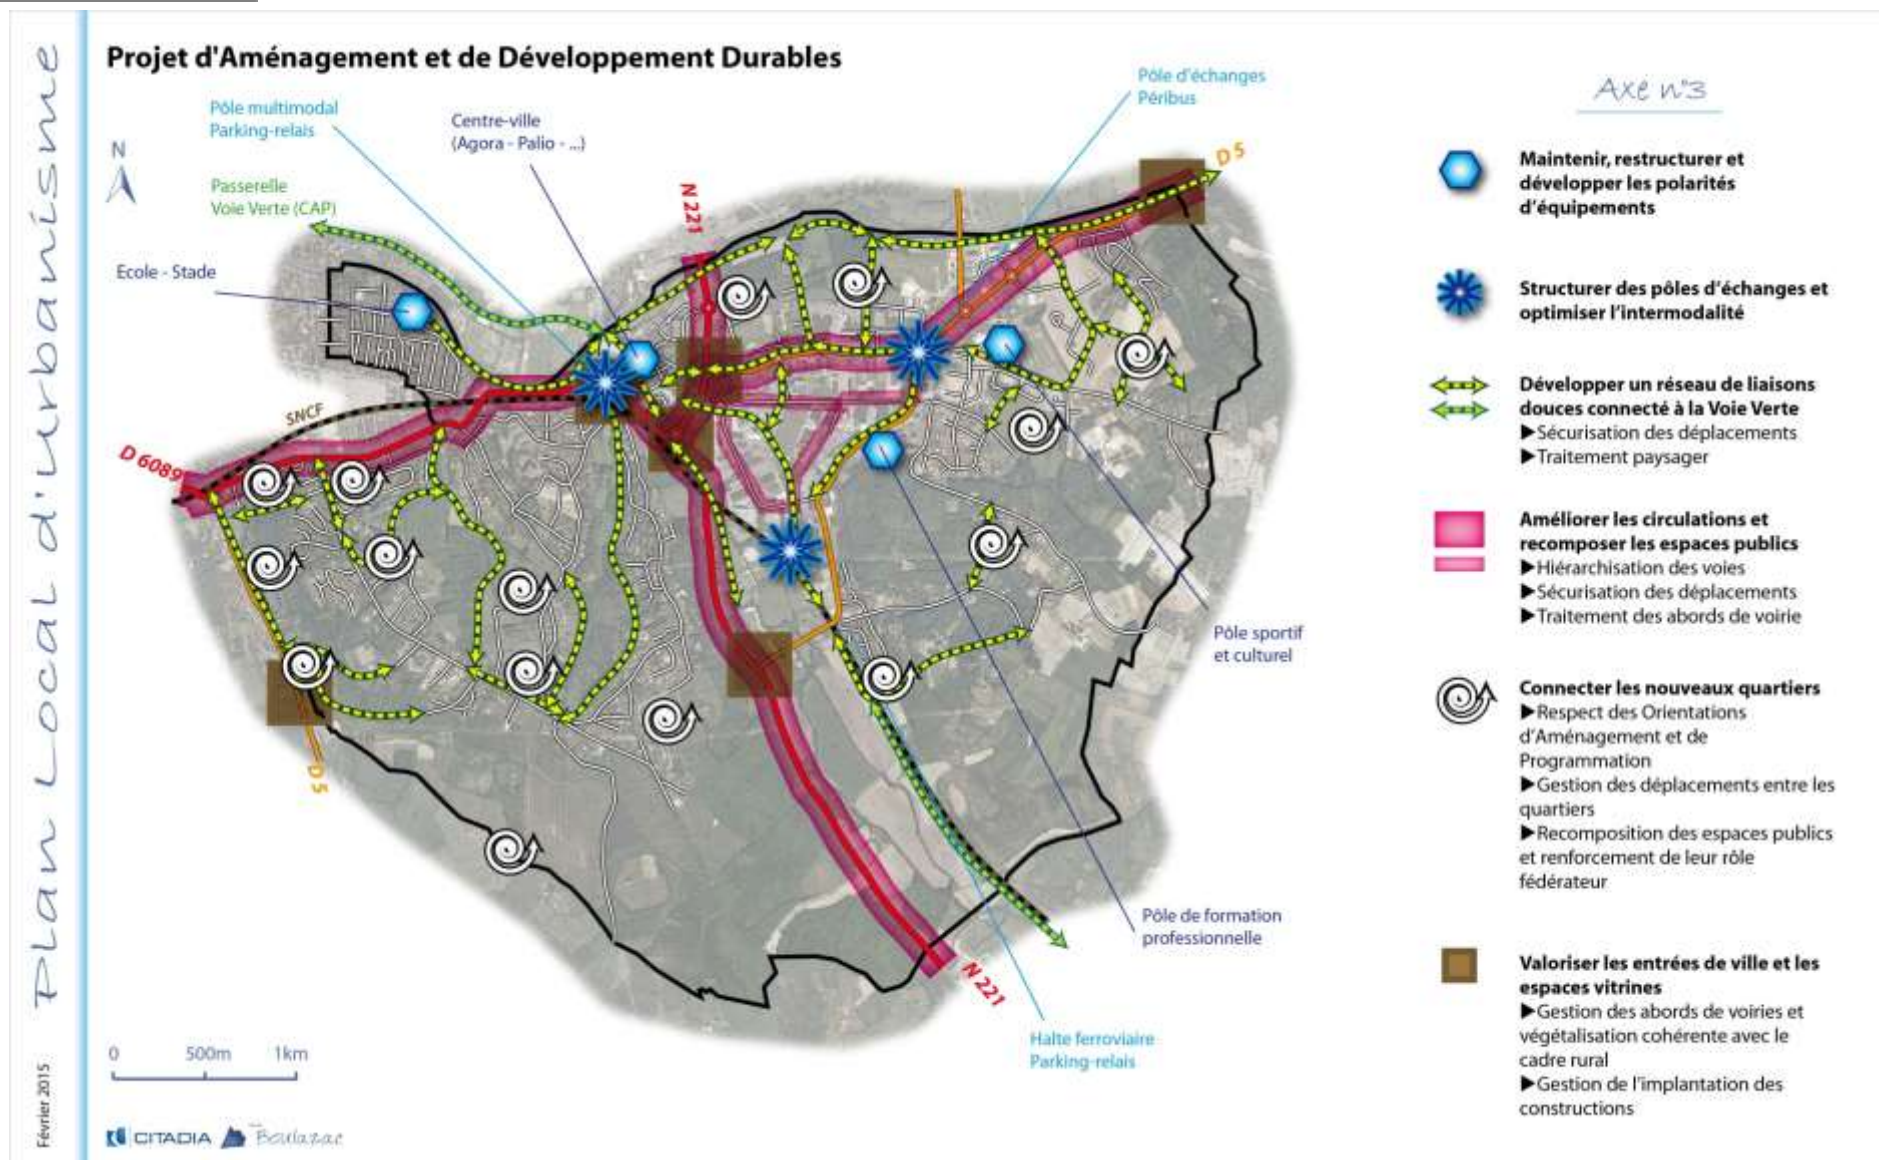 Plan Local d'urbanisme
Février 2015
Projet d'Aménagement et de Développement Durables
Pôle multimodal
Parking-relais
Centre-ville
(Agora - Palio - ...)
Pôle d'échanges
Péribus
N
Passerelle
Voie Verte (CAP)
N 221
D 5
Ecole - Stade
SNCF
D 6089
D 5
Pôle sportif
et culturel
Pôle de formation
professionnelle
N 221
Halte ferroviaire
Parking-relais
0 500m 1km
CITADIA Boulazac
Axe n°3
Maintenir, restructurer et
développer les polarités
d'équipements
Structurer des pôles d'échanges et
optimiser l'intermodalité
Développer un réseau de liaisons
douces connecté à la Voie Verte
▶Sécurisation des déplacements
▶Traitement paysager
Améliorer les circulations et
recomposer les espaces publics
▶Hiérarchisation des voies
▶Sécurisation des déplacements
▶Traitement des abords de voirie
Connecter les nouveaux quartiers
▶Respect des Orientations
d'Aménagement et de
Programmation
▶Gestion des déplacements entre les
quartiers
▶Recomposition des espaces publics
et renforcement de leur rôle
fédérateur
Valoriser les entrées de ville et les
espaces vitrines
▶Gestion des abords de voiries et
végétalisation cohérente avec le
cadre rural
▶Gestion de l'implantation des
constructions